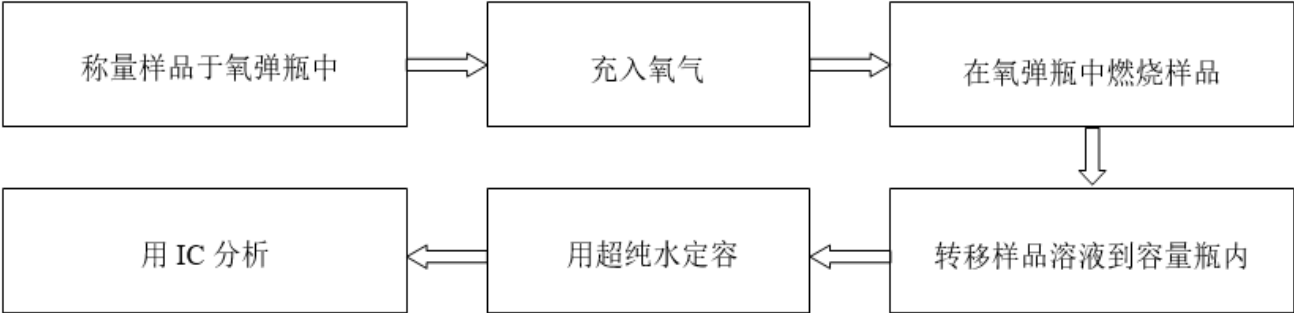 称量样品于氧弹瓶中
充入氧气
在氧弹瓶中燃烧样品
转移样品溶液到容量瓶内
用超纯水定容
用 IC 分析